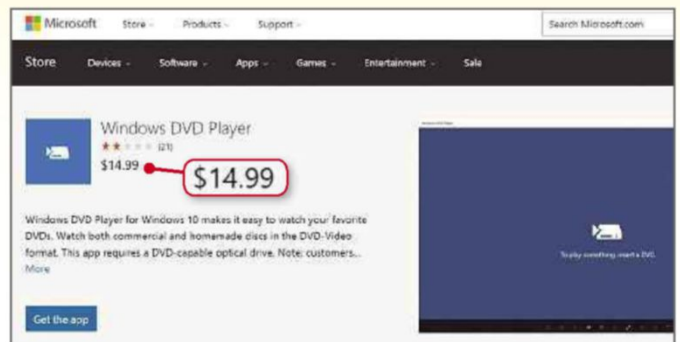 Microsoft Store Products Support Search Microsoft.com
Store Devices Software Apps Games Entertainment Sale
Windows DVD Player
(21)
$14.99
$14.99
Windows DVD Player for Windows 10 makes it easy to watch your favorite
DVDs. Watch both commercial and homemade discs in the DVD-Video
format. This app requires a DVD-capable optical drive. Note: customers...
More
To play something, insert a DVD.
Get the app